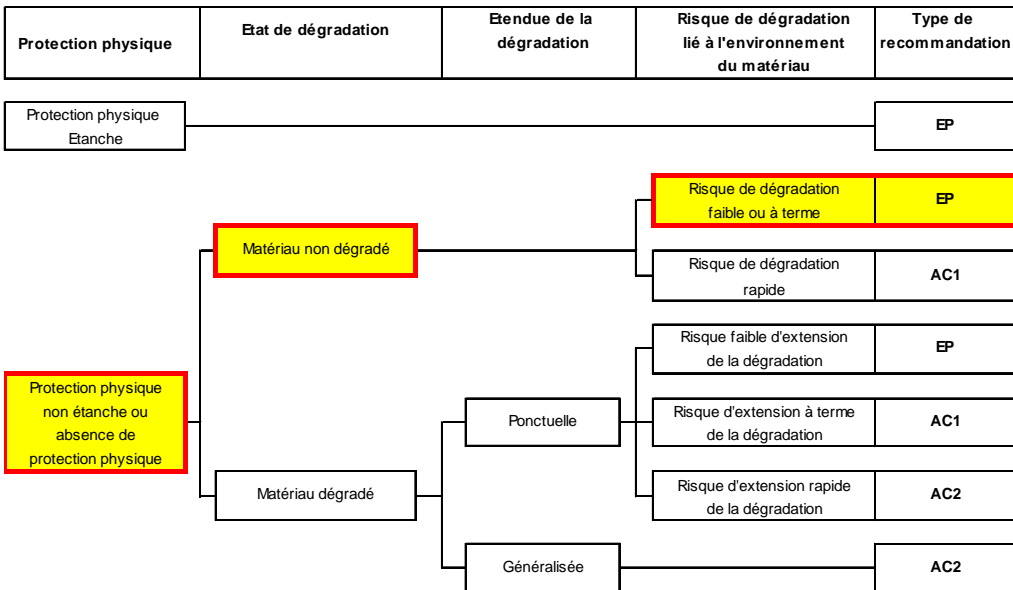 Protection physique
Etat de dégradation
Etendue de la
dégradation
Risque de dégradation
lié à l'environnement
du matériau
Type de
recommandation
Protection physique
Etanche
EP
Risque de dégradation
faible ou à terme
EP
Matériau non dégradé
Risque de dégradation
rapide
AC1
Risque faible d'extension
de la dégradation
EP
Protection physique
non étanche ou
absence de
protection physique
Ponctuelle
Risque d'extension à terme
de la dégradation
AC1
Matériau dégradé
Risque d'extension rapide
de la dégradation
AC2
Généralisée
AC2